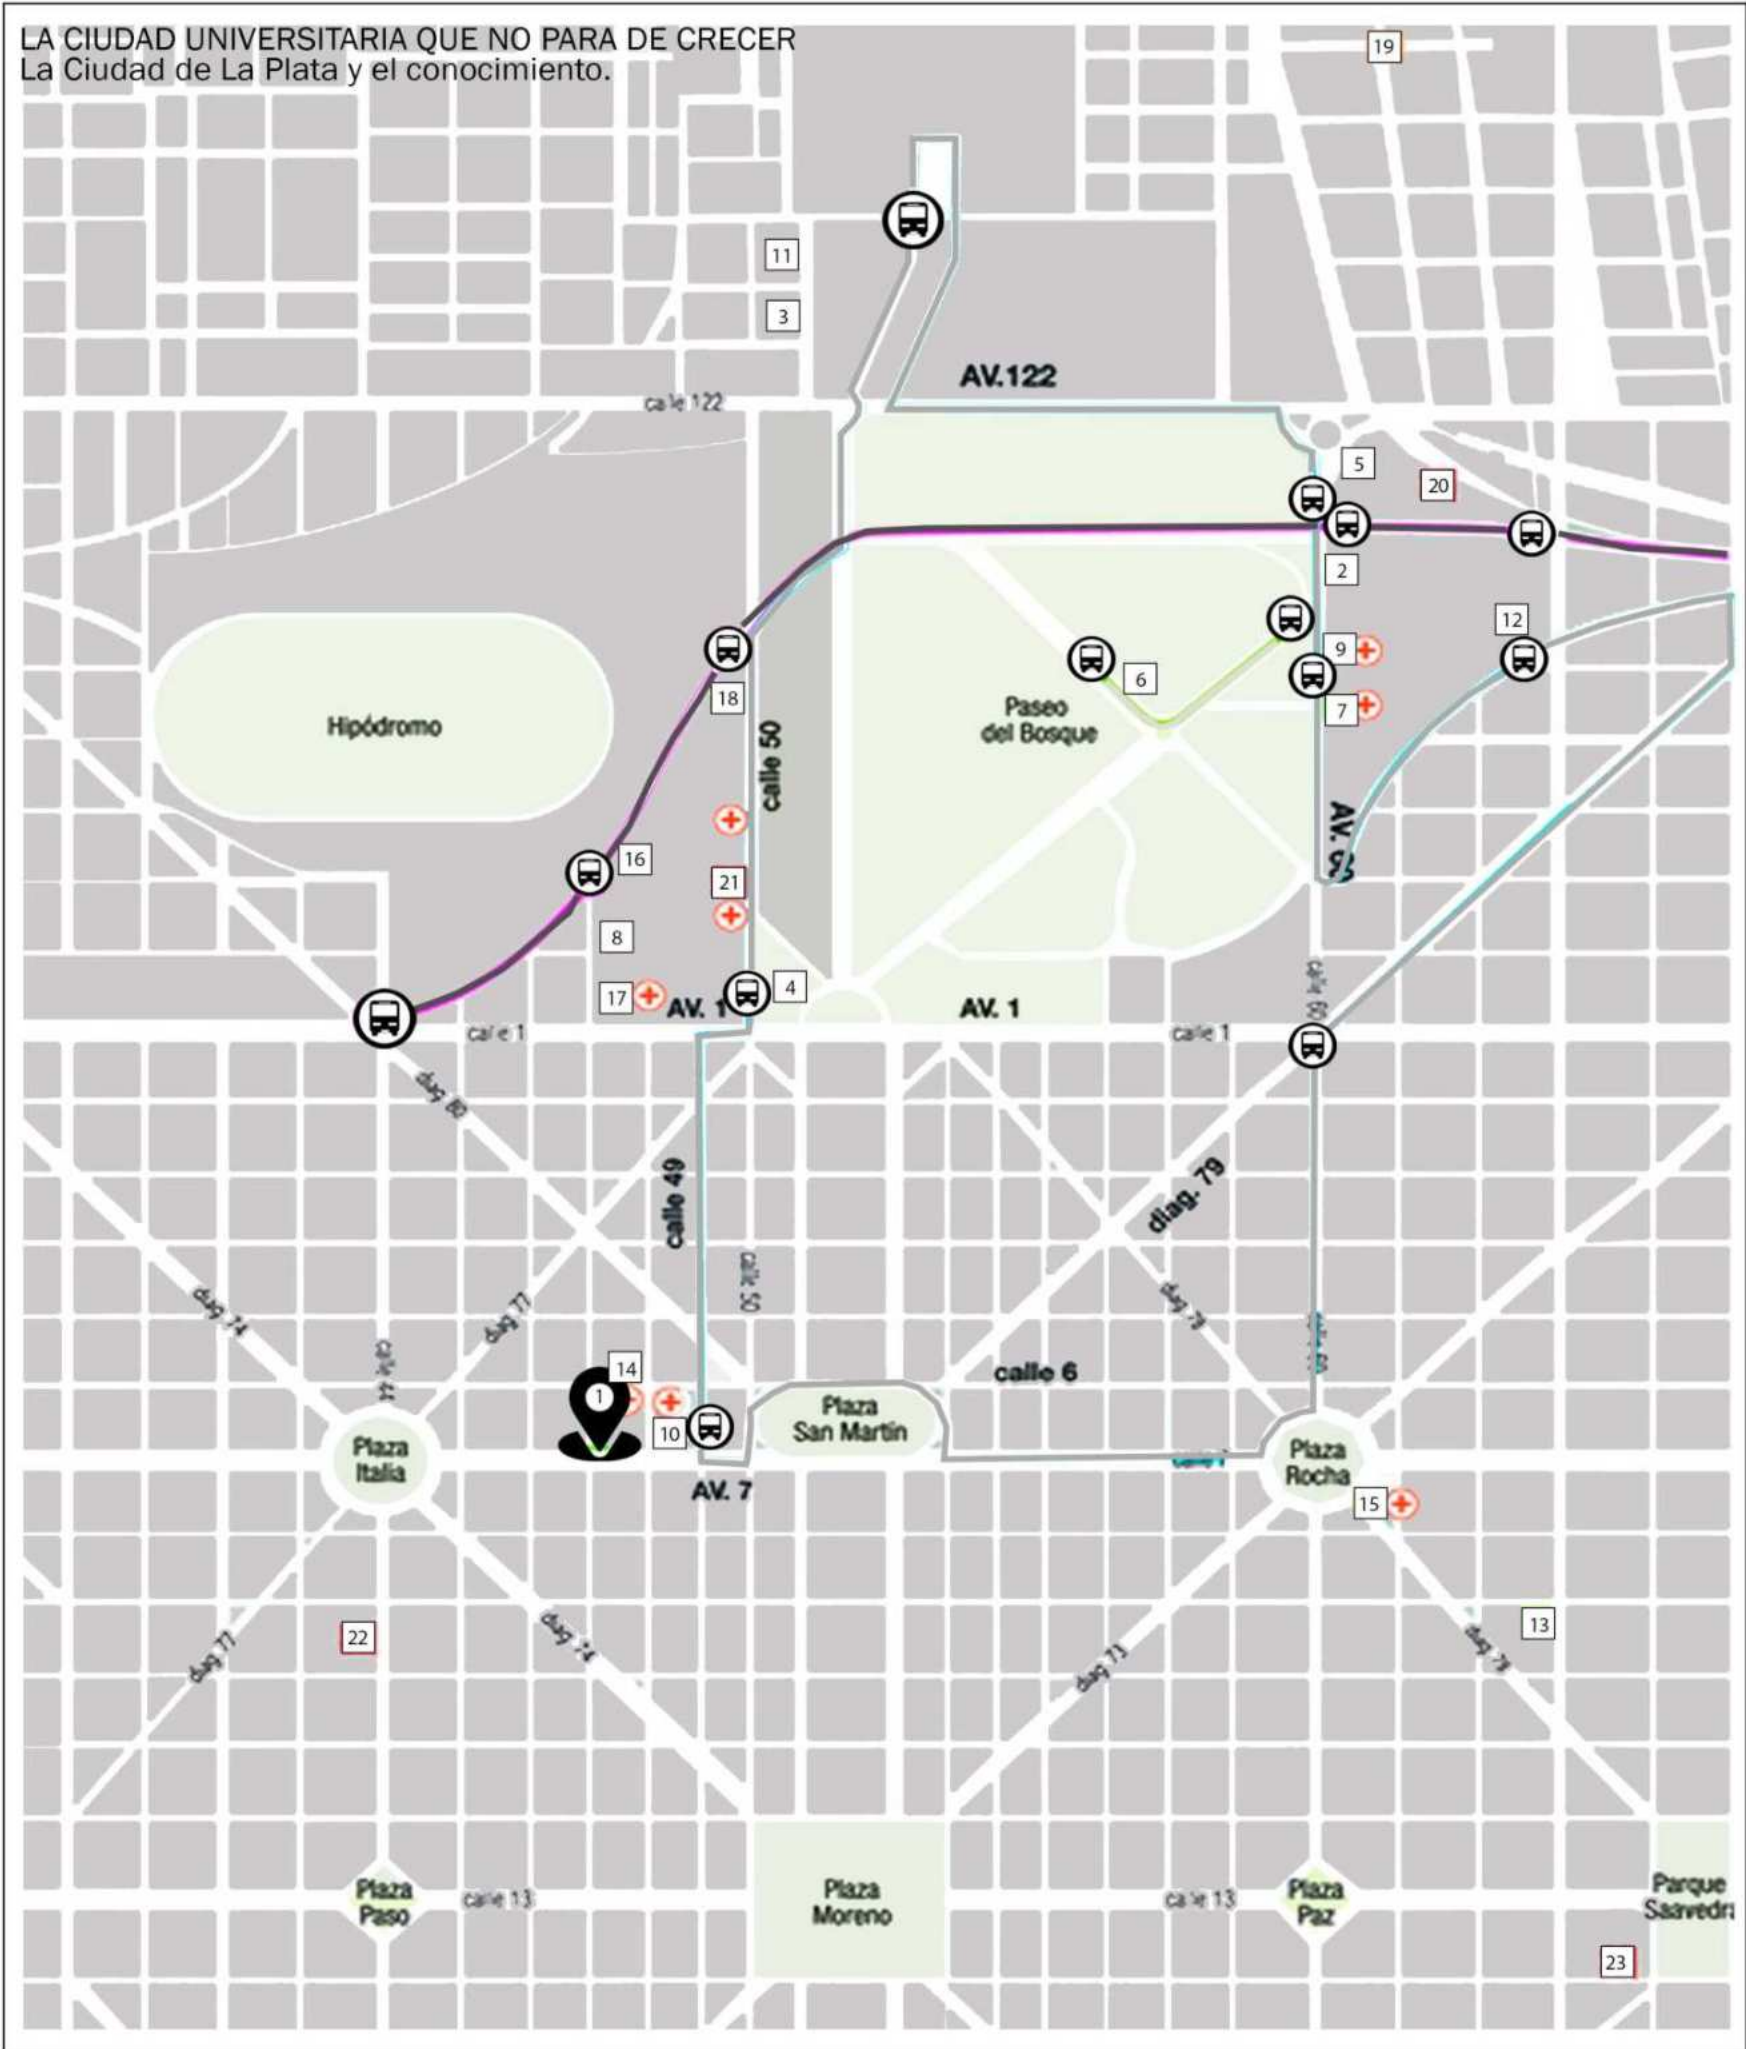 LA CIUDAD UNIVERSITARIA QUE NO PARA DE CRECER
La Ciudad de La Plata y el conocimiento.
19
11
3
AV.122
calle 122
5
20
2
12
9
6
18
7
Paseo
del Bosque
Hipódromo
calle 50
AV. 60
16
21
8
17
4
AV. 1
AV. 1
calle 60
calle 1
calle 1
diag. 80
calle 49
diag. 79
calle 50
diag. 74
diag. 77
diag. 78
calle 44
14
calle 6
1
10
Plaza
San Martín
Plaza
Italia
Plaza
Rocha
AV. 7
15
22
13
diag. 77
diag. 74
diag. 73
diag. 78
Plaza
Paso
calle 13
Plaza
Moreno
calle 13
Plaza
Paz
Parque
Saavedra
23